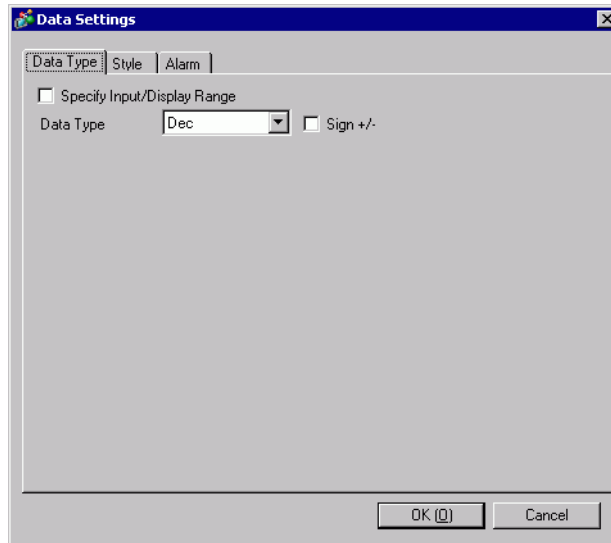 Data Settings
Data Type Style Alarm
Specify Input/Display Range
Data Type Dec Sign +/-
OK (O) Cancel